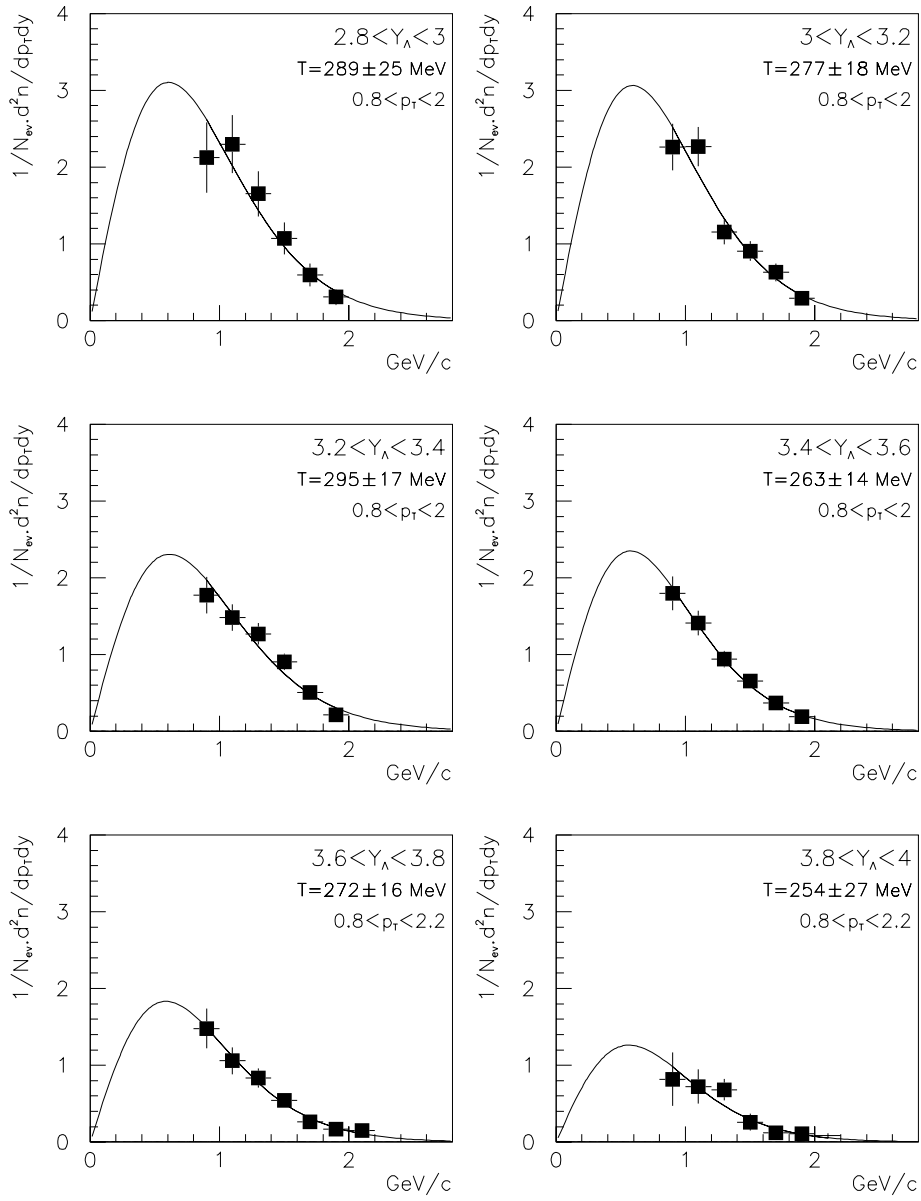 1/Nₑᵥ.d²n/dp_Tdy
4
3
2
1
0
2.8<Y_Λ<3
T=289±25 MeV
0.8<p_T<2
0 1 2
GeV/c
1/Nₑᵥ.d²n/dp_Tdy
4
3
2
1
0
3<Y_Λ<3.2
T=277±18 MeV
0.8<p_T<2
0 1 2
GeV/c
1/Nₑᵥ.d²n/dp_Tdy
4
3
2
1
0
3.2<Y_Λ<3.4
T=295±17 MeV
0.8<p_T<2
0 1 2
GeV/c
1/Nₑᵥ.d²n/dp_Tdy
4
3
2
1
0
3.4<Y_Λ<3.6
T=263±14 MeV
0.8<p_T<2
0 1 2
GeV/c
1/Nₑᵥ.d²n/dp_Tdy
4
3
2
1
0
3.6<Y_Λ<3.8
T=272±16 MeV
0.8<p_T<2.2
0 1 2
GeV/c
1/Nₑᵥ.d²n/dp_Tdy
4
3
2
1
0
3.8<Y_Λ<4
T=254±27 MeV
0.8<p_T<2.2
0 1 2
GeV/c